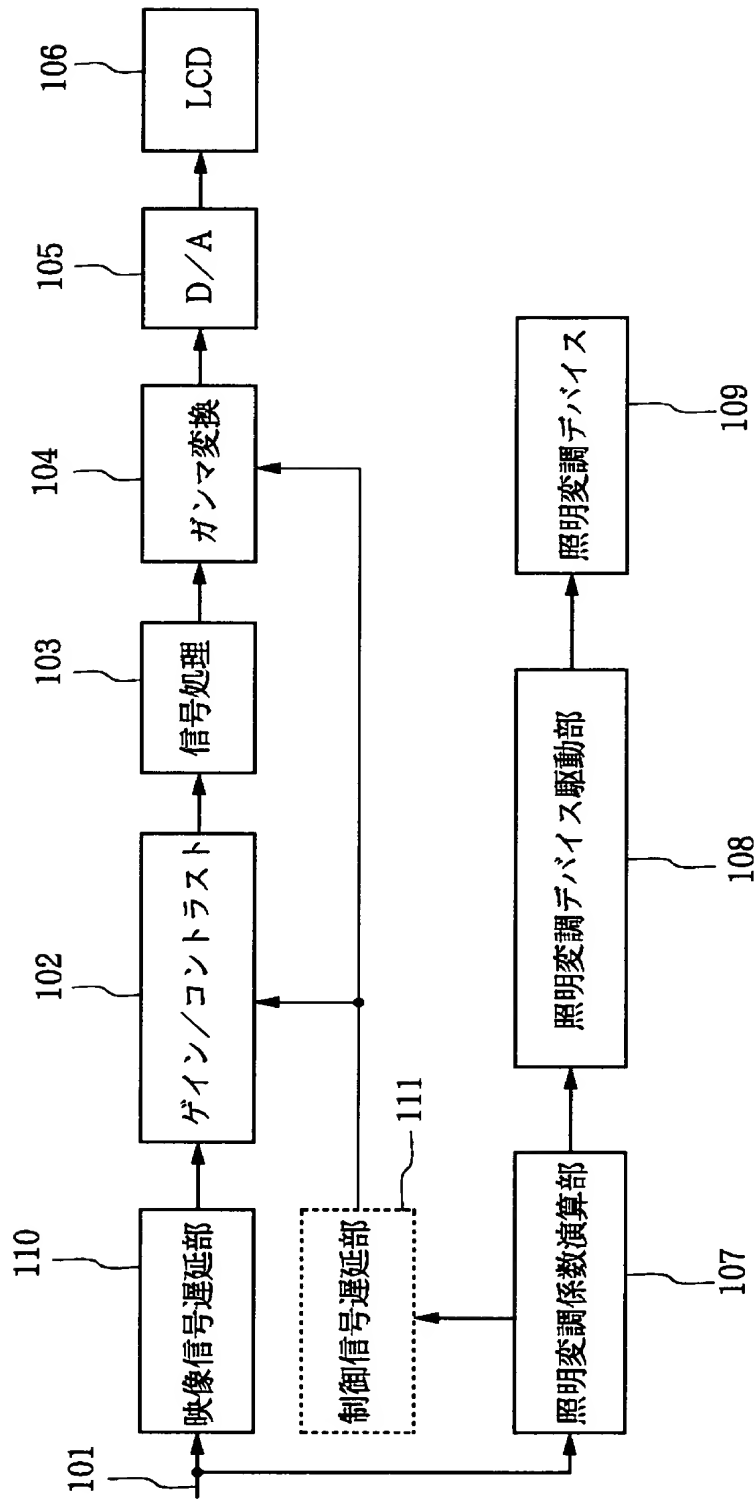 101
110
映像信号遅延部
102
ゲイン/コントラスト
103
信号処理
104
ガンマ変換
105
D/A
106
LCD
制御信号遅延部
111
照明変調係数演算部
107
照明変調デバイス駆動部
108
照明変調デバイス
109